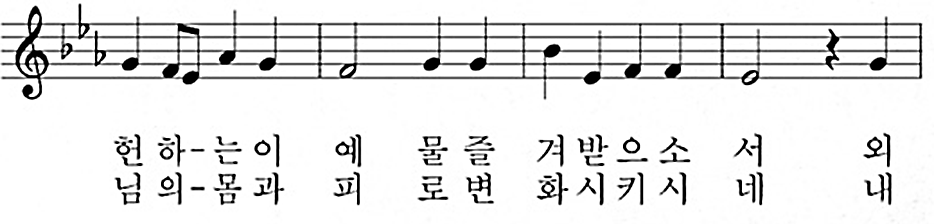 헌 하-는 이 예 물 즐 겨 받 으 소 서 외
님 의-몸 과 피 로 변 화 시 키 시 네 내